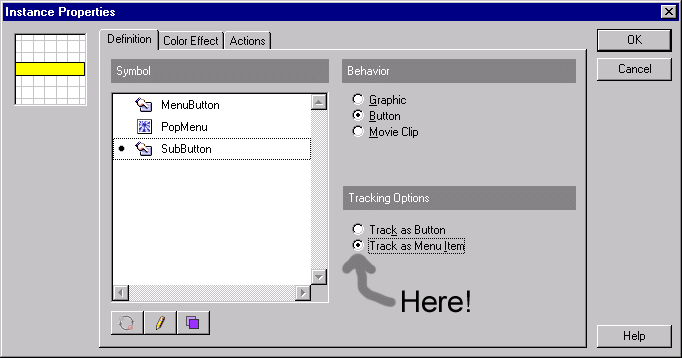 Instance Properties
Definition
Color Effect
Actions
OK
Cancel
Symbol
MenuButton
PopMenu
SubButton
Behavior
Graphic
Button
Movie Clip
Tracking Options
Track as Button
Track as Menu Item
Here!
Help